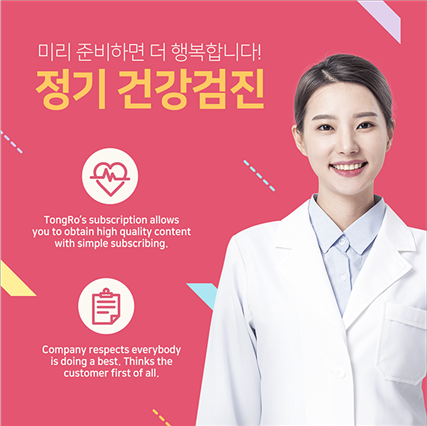 미리 준비하면 더 행복합니다!
정기 건강검진
TongRo's subscription allows
you to obtain high quality content
with simple subscribing.
Company respects everybody
is doing a best. Thinks the
customer first of all.